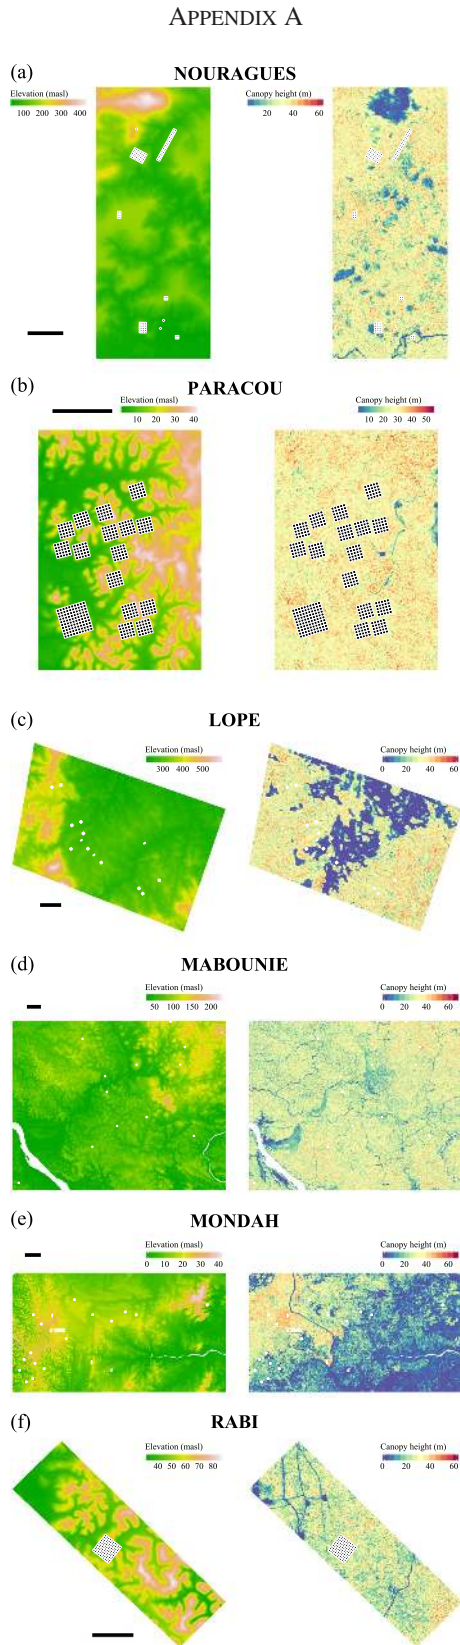 APPENDIX A
(a)
NOURAGUES
Elevation (masl)
100 200 300 400
Canopy height (m)
20 40 60
(b)
PARACOU
Elevation (masl)
10 20 30 40
Canopy height (m)
10 20 30 40 50
(c)
LOPE
Elevation (masl)
300 400 500
Canopy height (m)
0 20 40 60
(d)
MABOUNIE
Elevation (masl)
50 100 150 200
Canopy height (m)
0 20 40 60
(e)
MONDAH
Elevation (masl)
0 10 20 30 40
Canopy height (m)
0 20 40 60
(f)
RABI
Elevation (masl)
40 50 60 70 80
Canopy height (m)
0 20 40 60